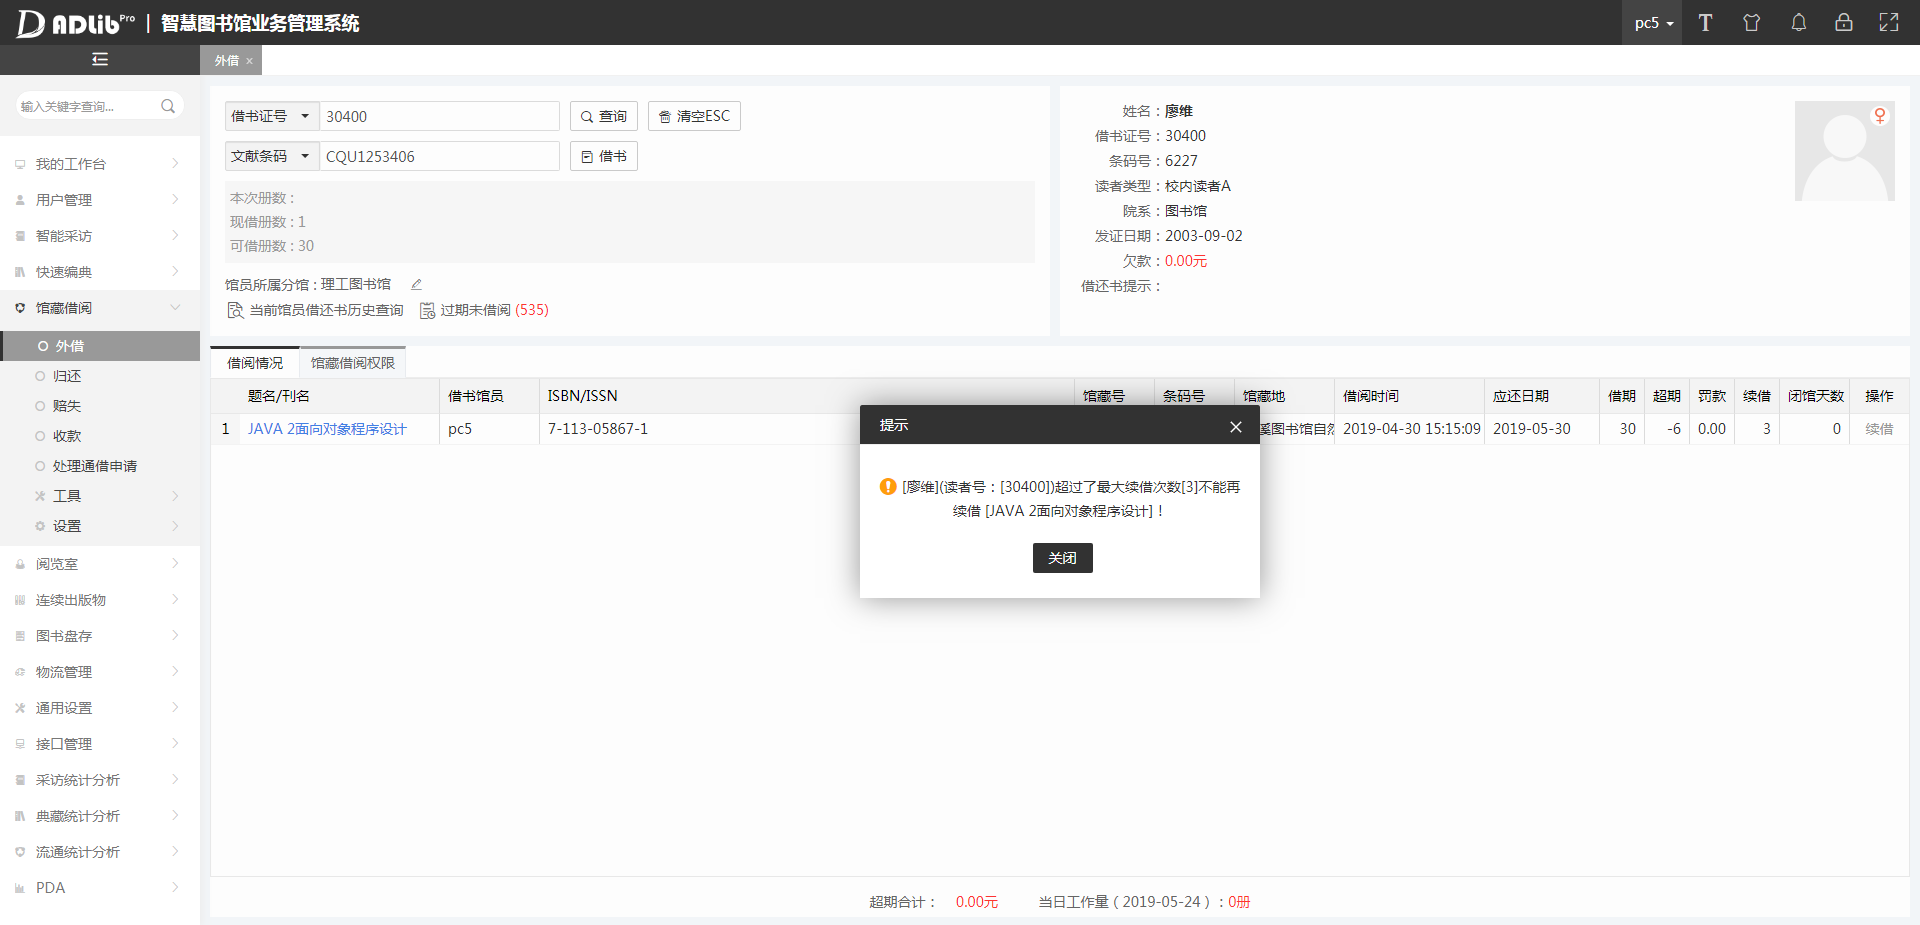 ADLib Pro | 智慧图书馆业务管理系统
pc5
外借 ×
输入关键字查询...
我的工作台
用户管理
智能采访
快速编典
馆藏借阅
外借
归还
赔失
收款
处理通借申请
工具
设置
阅览室
连续出版物
图书盘存
物流管理
通用设置
接口管理
采访统计分析
典藏统计分析
流通统计分析
PDA
借书证号 30400 查询 清空ESC
文献条码 CQU1253406 借书
本次册数：
现借册数：1
可借册数：30
馆员所属分馆：理工图书馆
当前馆员借还书历史查询 过期未借阅 (535)
姓名：廖维
借书证号：30400
条码号：6227
读者类型：校内读者A
院系：图书馆
发证日期：2003-09-02
欠款：0.00元
借还书提示：
借阅情况 馆藏借阅权限
题名/刊名 借书馆员 ISBN/ISSN 馆藏号 条码号 馆藏地 借阅时间 应还日期 借期 超期 罚款 续借 闭馆天数 操作
1 JAVA 2面向对象程序设计 pc5 7-113-05867-1 溪图书馆自然 2019-04-30 15:15:09 2019-05-30 30 -6 0.00 3 0 续借
提示
[廖维](读者号：[30400])超过了最大续借次数[3]不能再
续借 [JAVA 2面向对象程序设计]！
关闭
超期合计： 0.00元 当日工作量（2019-05-24）：0册